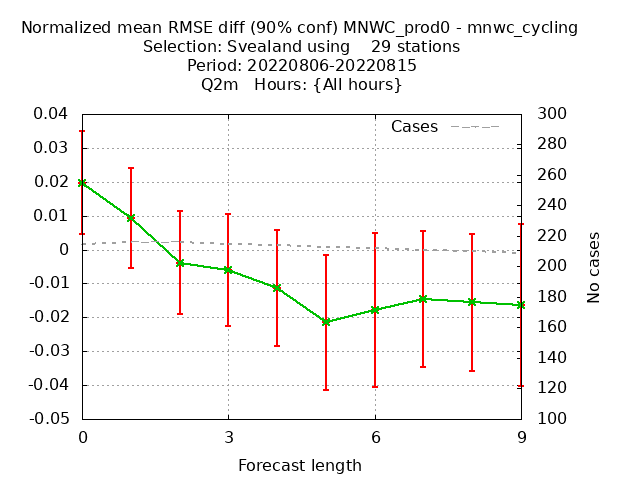 Normalized mean RMSE diff (90% conf) MNWC_prod0 - mnwc_cycling
Selection: Svealand using    29 stations
Period: 20220806-20220815
Q2m   Hours: {All hours}
Cases
0.04
0.03
0.02
0.01
0
-0.01
-0.02
-0.03
-0.04
-0.05
300
280
260
240
220
200
180
160
140
120
100
No cases
0 3 6 9
Forecast length